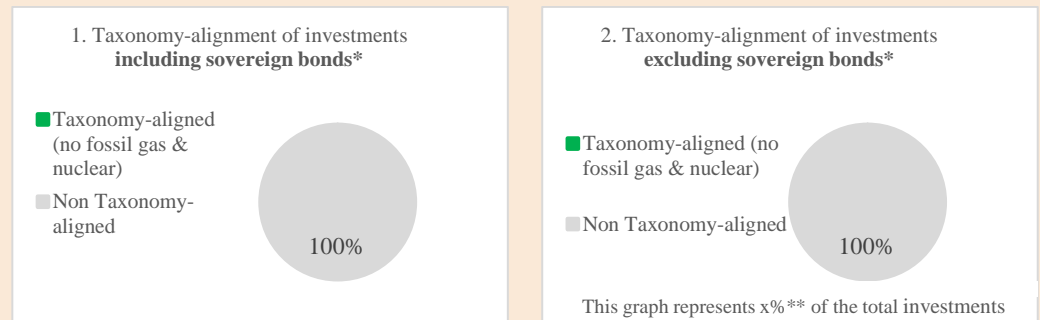 1. Taxonomy-alignment of investments
including sovereign bonds*
Taxonomy-aligned
(no fossil gas &
nuclear)
Non Taxonomy-
aligned
100%
2. Taxonomy-alignment of investments
excluding sovereign bonds*
Taxonomy-aligned (no
fossil gas & nuclear)
Non Taxonomy-aligned
100%
This graph represents x%** of the total investments